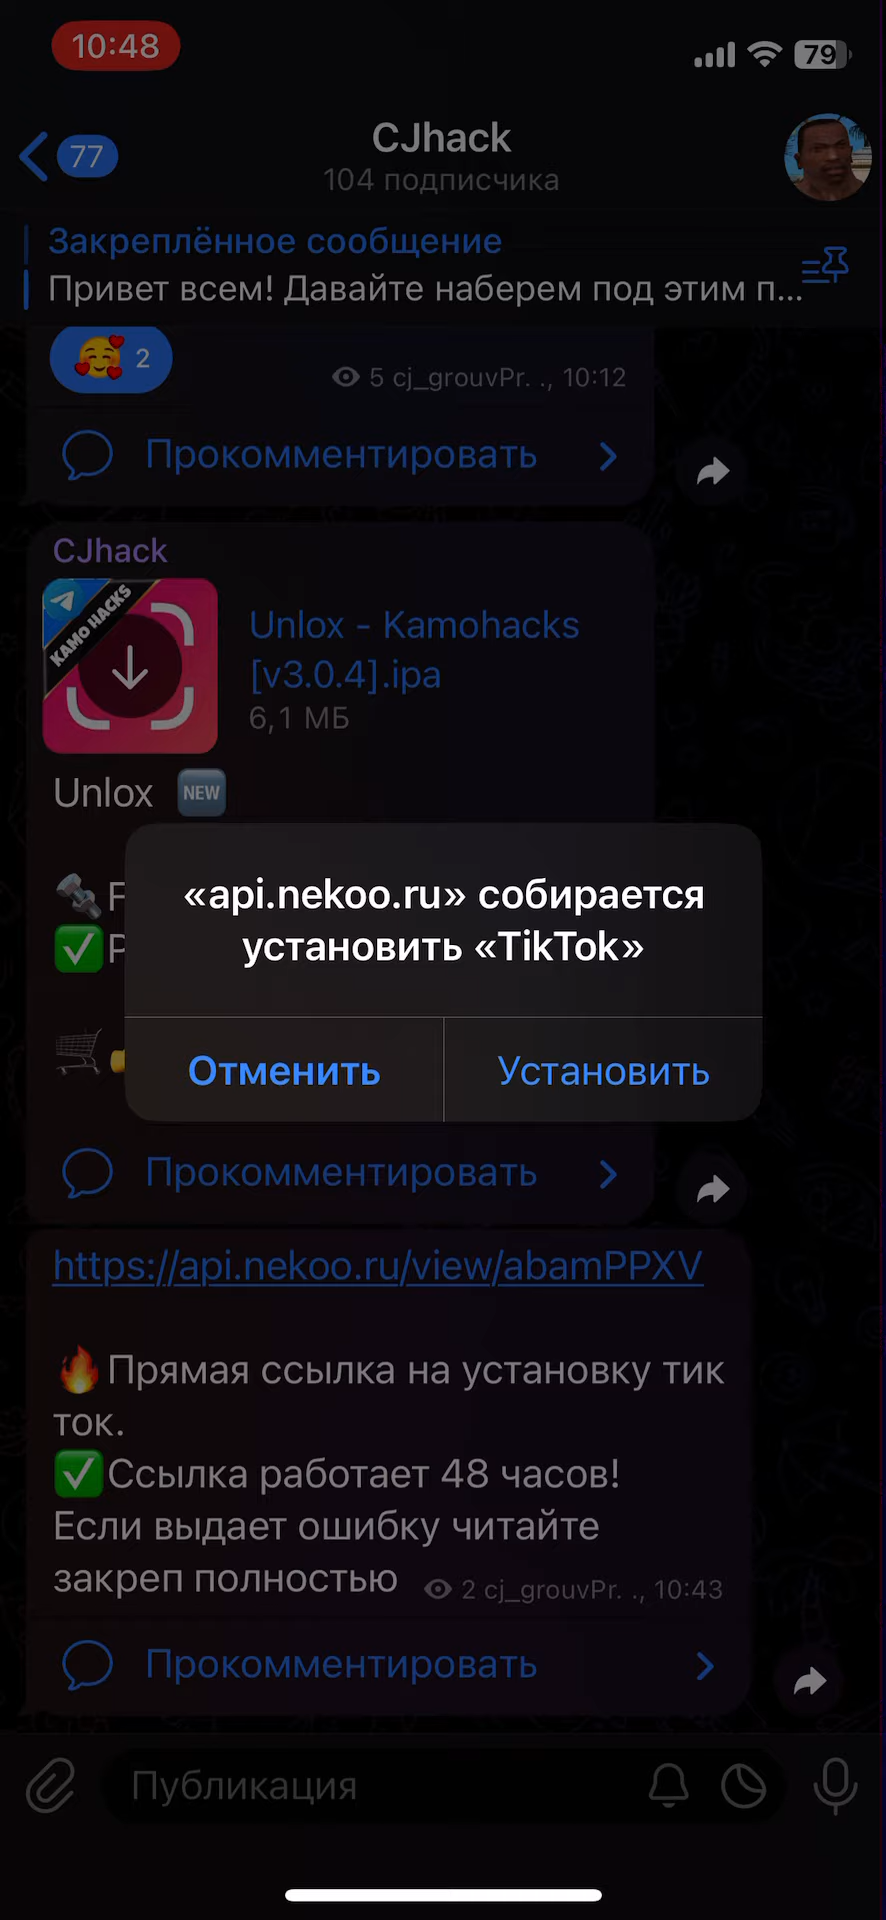 10:48
79
77
CJhack
104 подписчика
Закреплённое сообщение
Привет всем! Давайте наберем под этим п...
2
5 cj_grouvPr. ., 10:12
Прокомментировать
CJhack
KAMO HACKS
Unlox - Kamohacks
[v3.0.4].ipa
6,1 МБ
Unlox NEW
F
P
«api.nekoo.ru» собирается
установить «TikTok»
Отменить
Установить
Прокомментировать
https://api.nekoo.ru/view/abamPPXV
Прямая ссылка на установку тик
ток.
Ссылка работает 48 часов!
Если выдает ошибку читайте
закреп полностью
2 cj_grouvPr. ., 10:43
Прокомментировать
Публикация